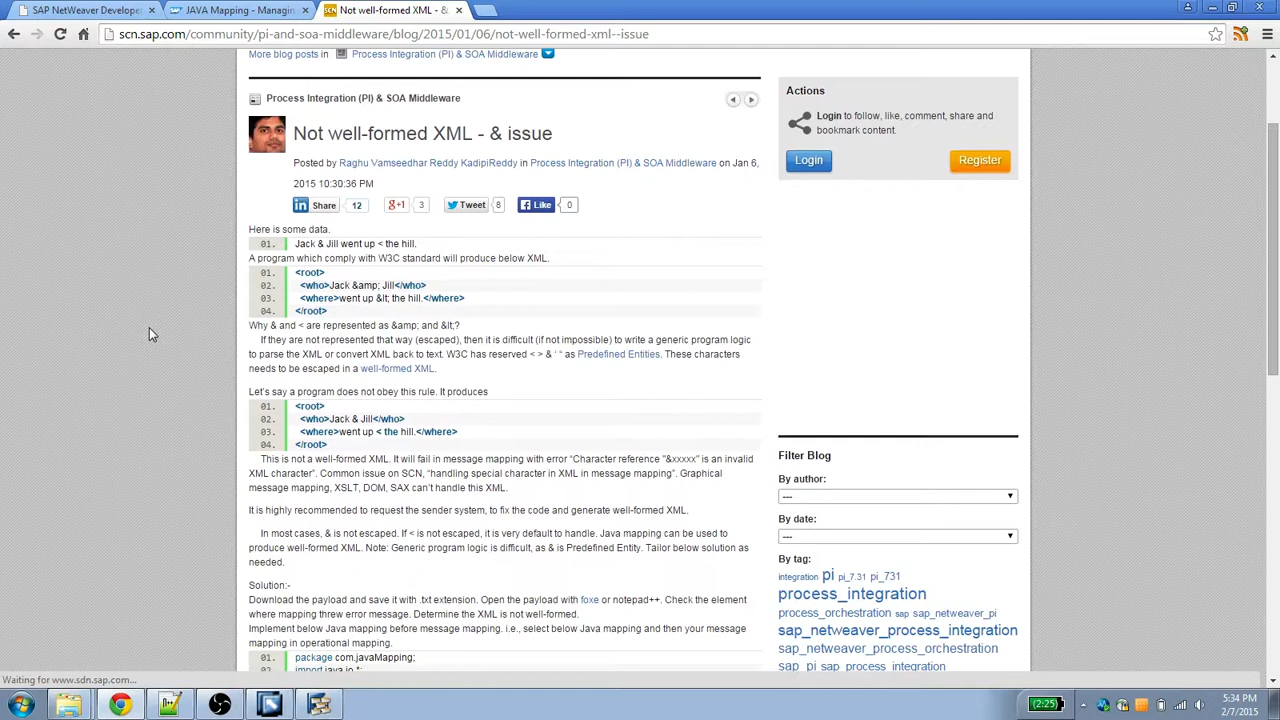 SAP NetWeaver Develope
JAVA Mapping - Managin
Not well-formed XML - &
scn.sap.com/community/pi-and-soa-middleware/blog/2015/01/06/not-well-formed-xml--issue
More blog posts in Process Integration (PI) & SOA Middleware
Process Integration (PI) & SOA Middleware
Not well-formed XML - & issue
Posted by Raghu Vamseedhar Reddy KadipiReddy in Process Integration (PI) & SOA Middleware on Jan 6,
2015 10:30:36 PM
Share 12 +1 3 Tweet 8 Like 0
Here is some data.
01. Jack & Jill went up < the hill.
A program which comply with W3C standard will produce below XML.
01. <root>
02. <who>Jack &amp; Jill</who>
03. <where>went up &lt; the hill.</where>
04. </root>
Why & and < are represented as &amp; and &lt;?
If they are not represented that way (escaped), then it is difficult (if not impossible) to write a generic program logic
to parse the XML or convert XML back to text. W3C has reserved < > & ' " as Predefined Entities. These characters
needs to be escaped in a well-formed XML.
Let's say a program does not obey this rule. It produces
01. <root>
02. <who>Jack & Jill</who>
03. <where>went up < the hill.</where>
04. </root>
This is not a well-formed XML. It will fail in message mapping with error "Character reference "&xxxxx" is an invalid
XML character". Common issue on SCN, "handling special character in XML in message mapping". Graphical
message mapping, XSLT, DOM, SAX can't handle this XML.
It is highly recommended to request the sender system, to fix the code and generate well-formed XML.
In most cases, & is not escaped. If < is not escaped, it is very default to handle. Java mapping can be used to
produce well-formed XML. Note: Generic program logic is difficult, as & is Predefined Entity. Tailor below solution as
needed.
Solution:-
Download the payload and save it with .txt extension. Open the payload with foxe or notepad++. Check the element
where mapping threw error message. Determine the XML is not well-formed.
Implement below Java mapping before message mapping. i.e., select below Java mapping and then your message
mapping in operational mapping.
01. package com.javaMapping;
02. import java.io.*;
Actions
Login to follow, like, comment, share and
bookmark content.
Login Register
Filter Blog
By author:
---
By date:
---
By tag:
integration pi pi_7.31 pi_731
process_integration
process_orchestration sap sap_netweaver_pi
sap_netweaver_process_integration
sap_netweaver_process_orchestration
sap_pi sap_process_integration
Waiting for www.sdn.sap.com...
(2:25)
5:34 PM
2/7/2015